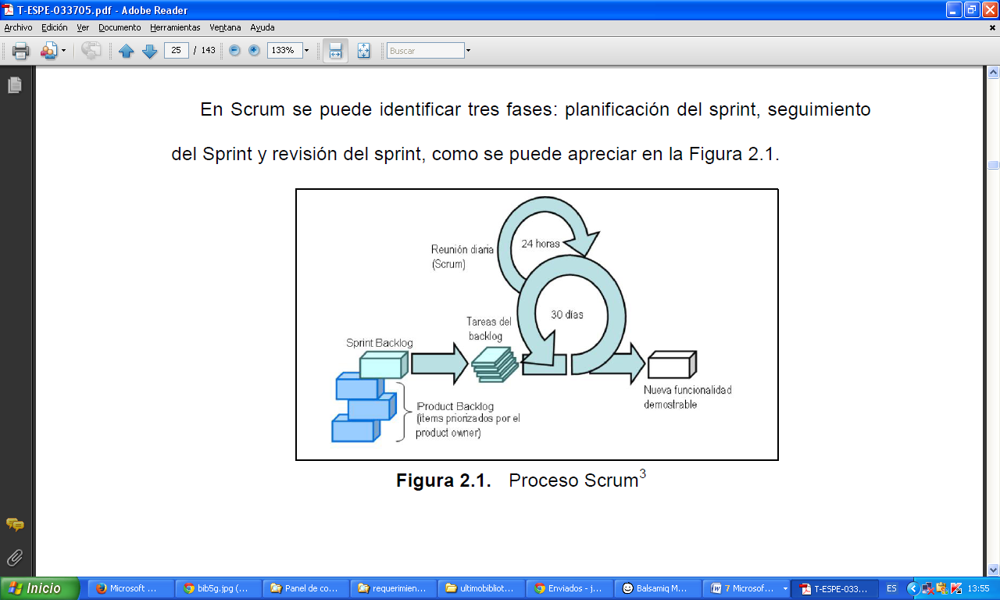 T-ESPE-033705.pdf - Adobe Reader
Archivo Edición Ver Documento Herramientas Ventana Ayuda
25 / 143 133% Buscar
En Scrum se puede identificar tres fases: planificación del sprint, seguimiento
del Sprint y revisión del sprint, como se puede apreciar en la Figura 2.1.
24 horas
Reunión diaria
(Scrum)
30 días
Tareas del
backlog
Sprint Backlog
Nueva funcionalidad
demostrable
Product Backlog
(items priorizados por el
product owner)
Figura 2.1. Proceso Scrum3
Inicio
Microsoft ...
bib5g.jpg (...
Panel de co...
requerimien...
ultimobibliot...
Enviados - j...
Balsamiq M...
7 Microsof...
T-ESPE-033...
ES
13:55